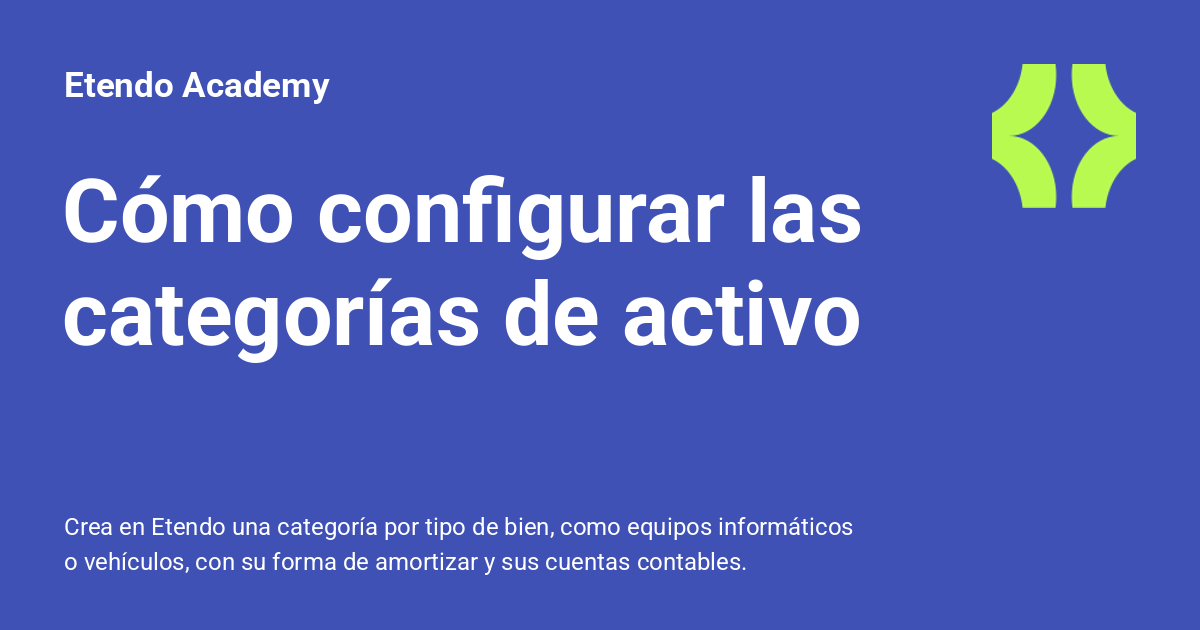 Etendo Academy
Cómo configurar las
categorías de activo
Crea en Etendo una categoría por tipo de bien, como equipos informáticos
o vehículos, con su forma de amortizar y sus cuentas contables.